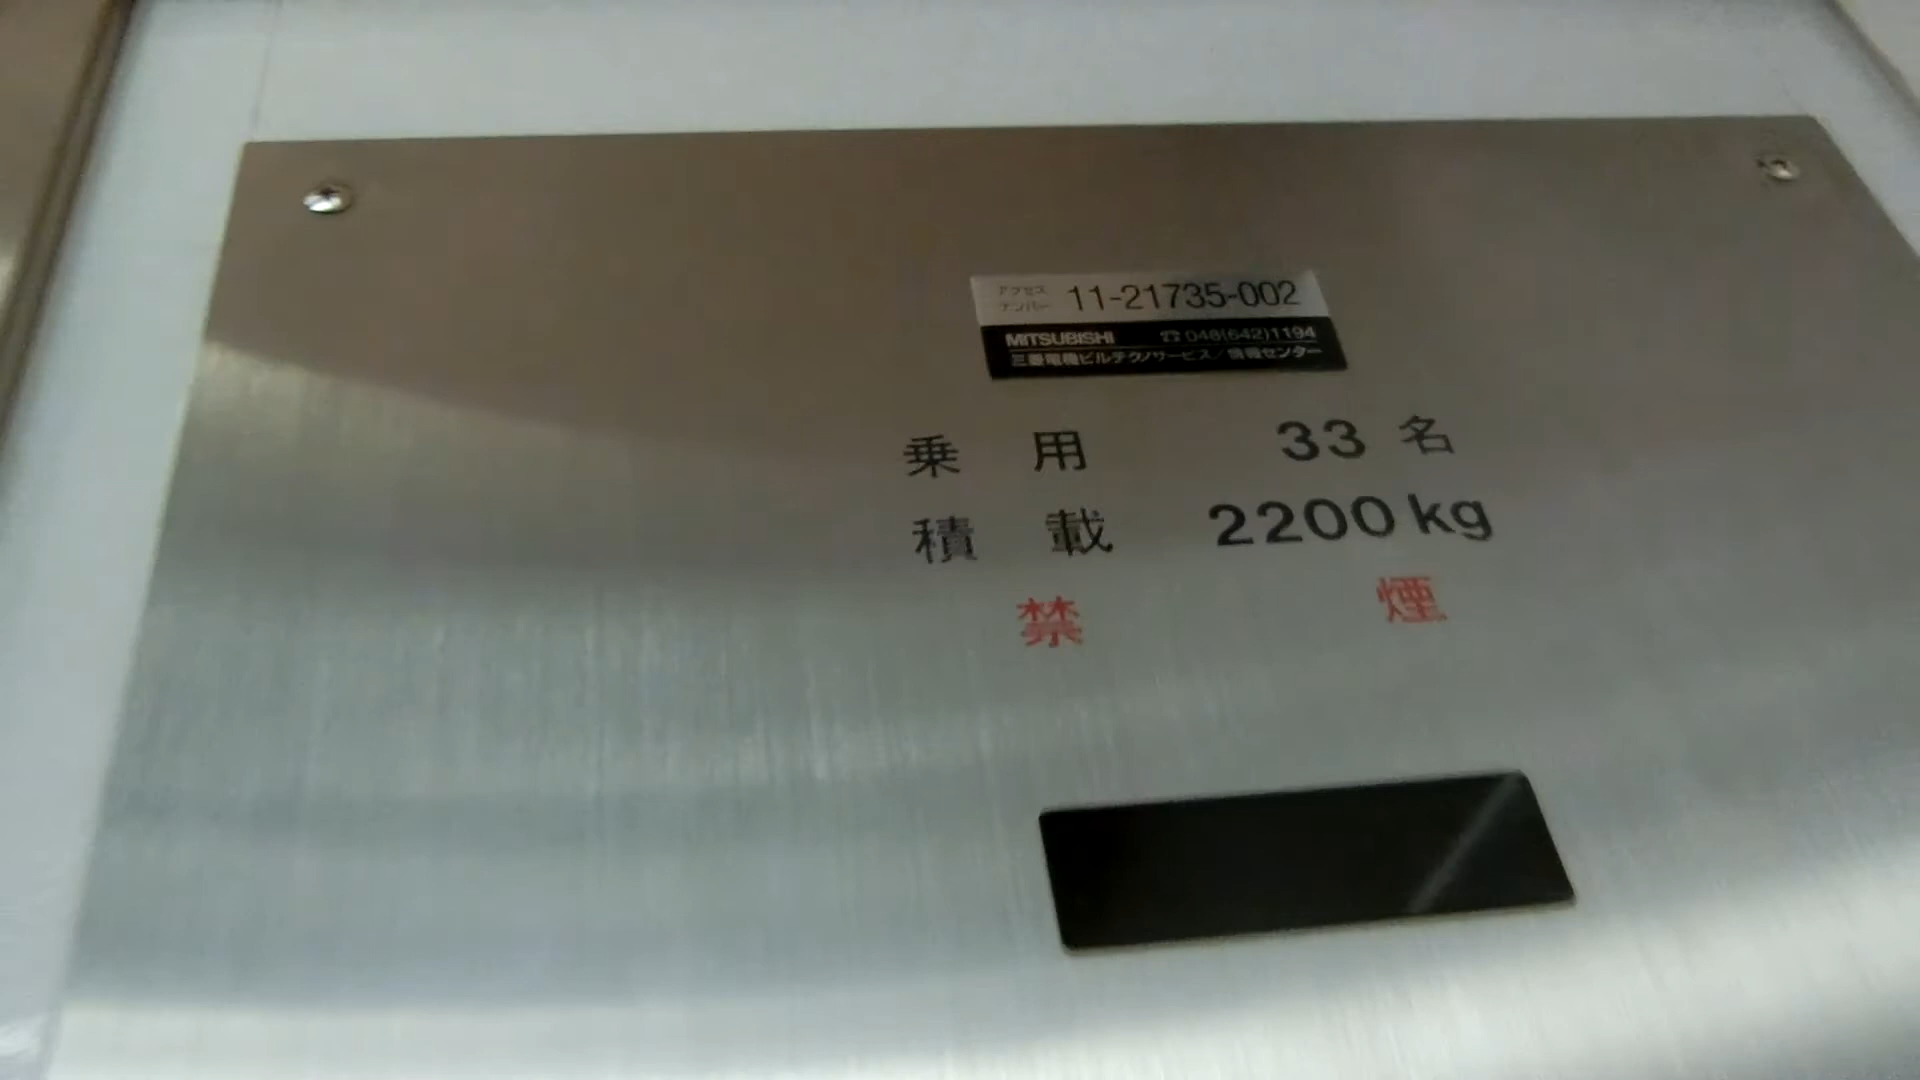 アクセス
ナンバー 11-21735-002
MITSUBISHI ☎048(642)1194
三菱電機ビルテクノサービス/情報センター
乗用 33名
積載 2200kg
禁煙